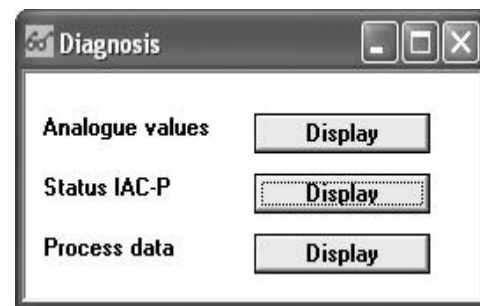 Diagnosis
Analogue values Display
Status IAC-P Display
Process data Display